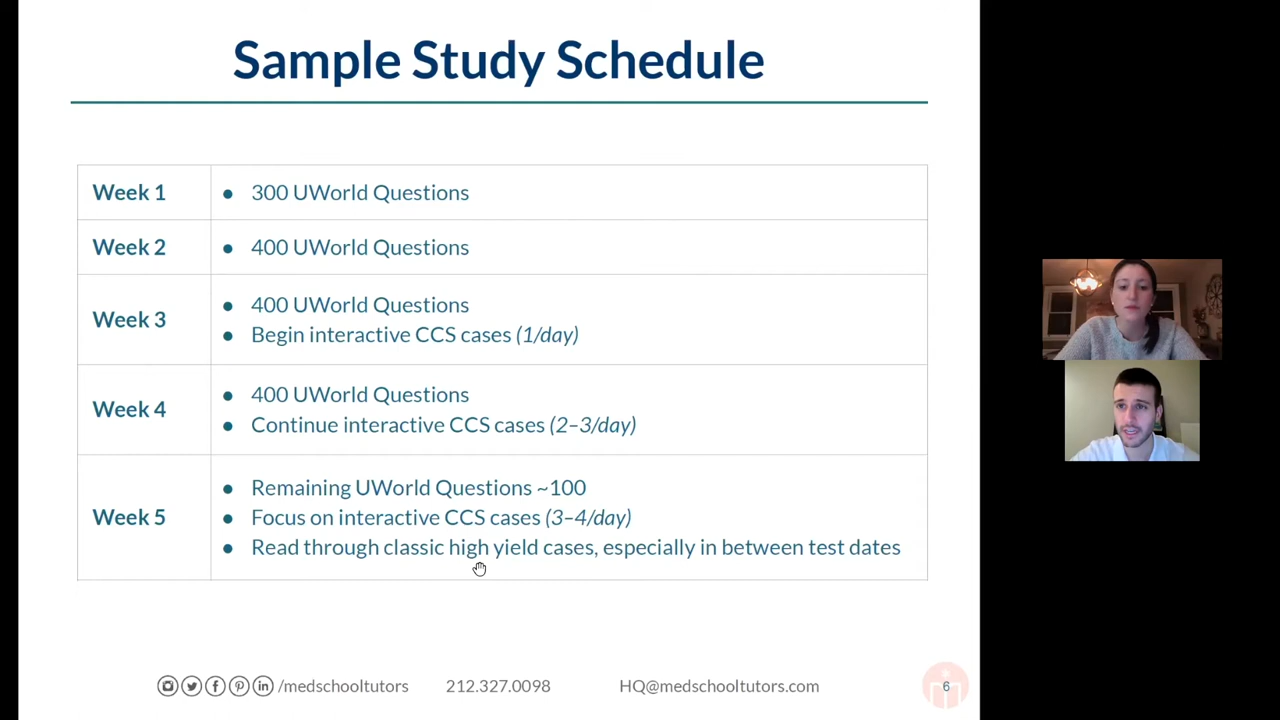 Sample Study Schedule
Week 1
● 300 UWorld Questions
Week 2
● 400 UWorld Questions
Week 3
● 400 UWorld Questions
● Begin interactive CCS cases (1/day)
Week 4
● 400 UWorld Questions
● Continue interactive CCS cases (2–3/day)
Week 5
● Remaining UWorld Questions ~100
● Focus on interactive CCS cases (3–4/day)
● Read through classic high yield cases, especially in between test dates
/medschooltutors 212.327.0098 HQ@medschooltutors.com 6